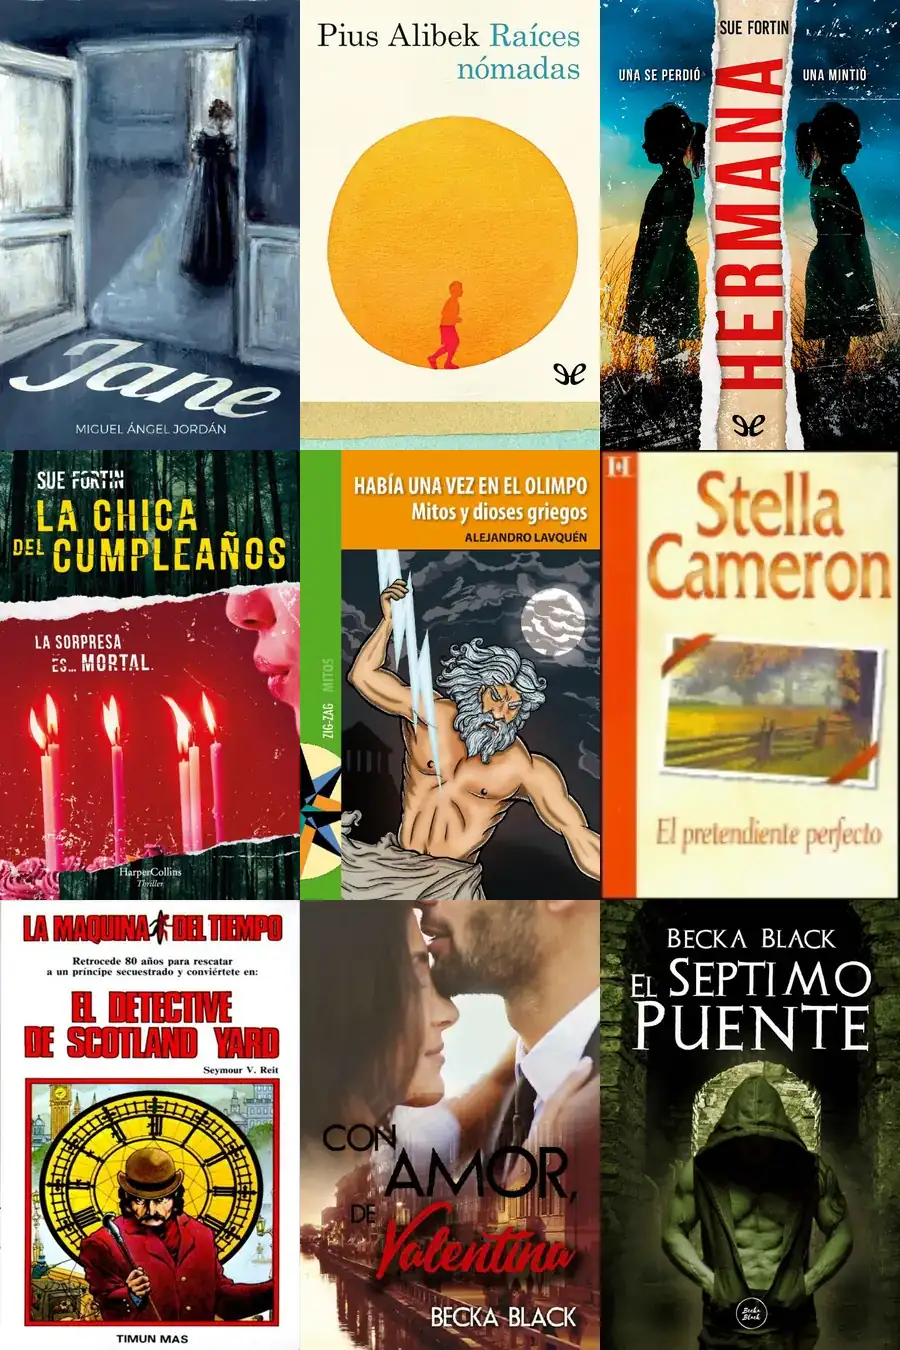 Jane
MIGUEL ÁNGEL JORDÁN
Pius Alibek Raíces
nómadas
SUE FORTIN
UNA SE PERDIÓ
UNA MINTIÓ
HERMANA
SUE FORTIN
LA CHICA
DEL CUMPLEAÑOS
LA SORPRESA
ES... MORTAL.
HarperCollins
Thriller
HABÍA UNA VEZ EN EL OLIMPO
Mitos y dioses griegos
ALEJANDRO LAVQUÉN
ZIG-ZAG MITOS
H
Stella
Cameron
El pretendiente perfecto
LA MAQUINA DEL TIEMPO
Retrocede 80 años para rescatar
a un príncipe secuestrado y conviértete en:
EL DETECTIVE
DE SCOTLAND YARD
Seymour V. Reit
TIMUN MAS
CON
AMOR,
DE
Valentina
BECKA BLACK
BECKA BLACK
EL SEPTIMO
PUENTE
Becka
Black